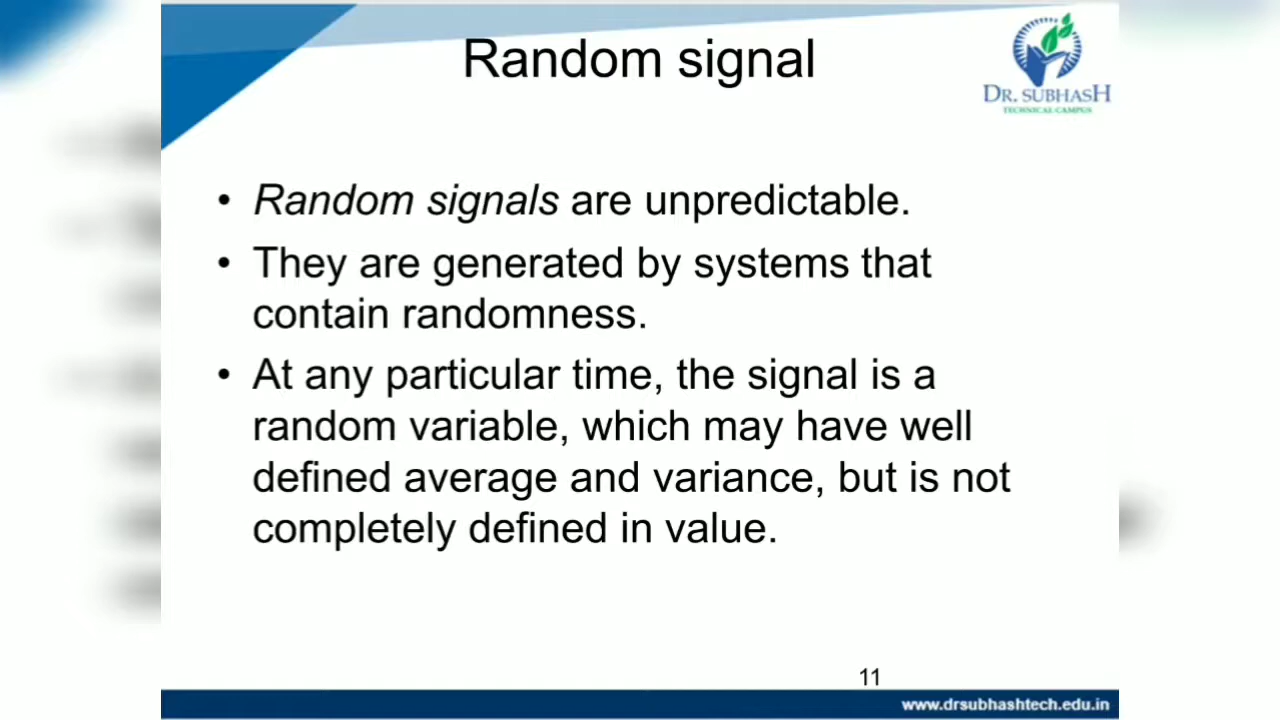 Random signal
DR. SUBHASH
TECHNICAL CAMPUS
• Random signals are unpredictable.
• They are generated by systems that
contain randomness.
• At any particular time, the signal is a
random variable, which may have well
defined average and variance, but is not
completely defined in value.
11
www.drsubhashtech.edu.in